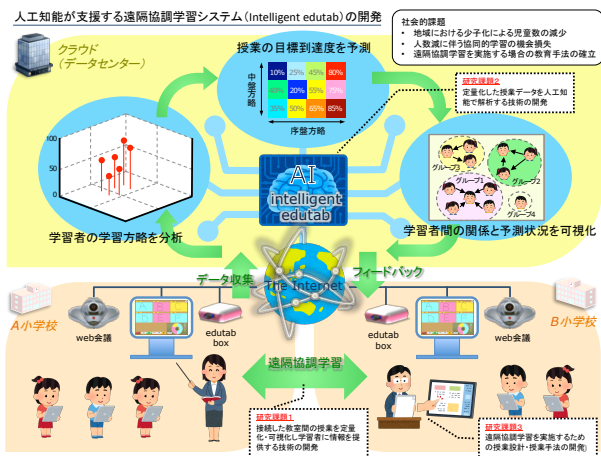 人工知能が支援する遠隔協調学習システム(Intelligent edutab)の開発
社会的課題
• 地域における少子化による児童数の減少
• 人数減に伴う協同的学習の機会損失
• 遠隔協調学習を実施する場合の教育手法の確立
クラウド
(データセンター)
授業の目標到達度を予測
中盤方略
10% 25% 45% 80%
40% 20% 55% 75%
35% 50% 65% 85%
序盤方略
研究課題2
定量化した授業データを人工知
能で解析する技術の開発
100
50
0
学習者の学習方略を分析
AI
intelligent
edutab
グループ3
グループ2
グループ1
グループ4
学習者間の関係と予測状況を可視化
データ収集
The Internet
フィードバック
A小学校
web会議
edutab
box
edutab
box
web会議
B小学校
遠隔協調学習
研究課題1
接続した教室間の授業を定量
化・可視化し学習者に情報を提
供する技術の開発
研究課題3
遠隔協調学習を実施するため
の授業設計・授業手法の開発